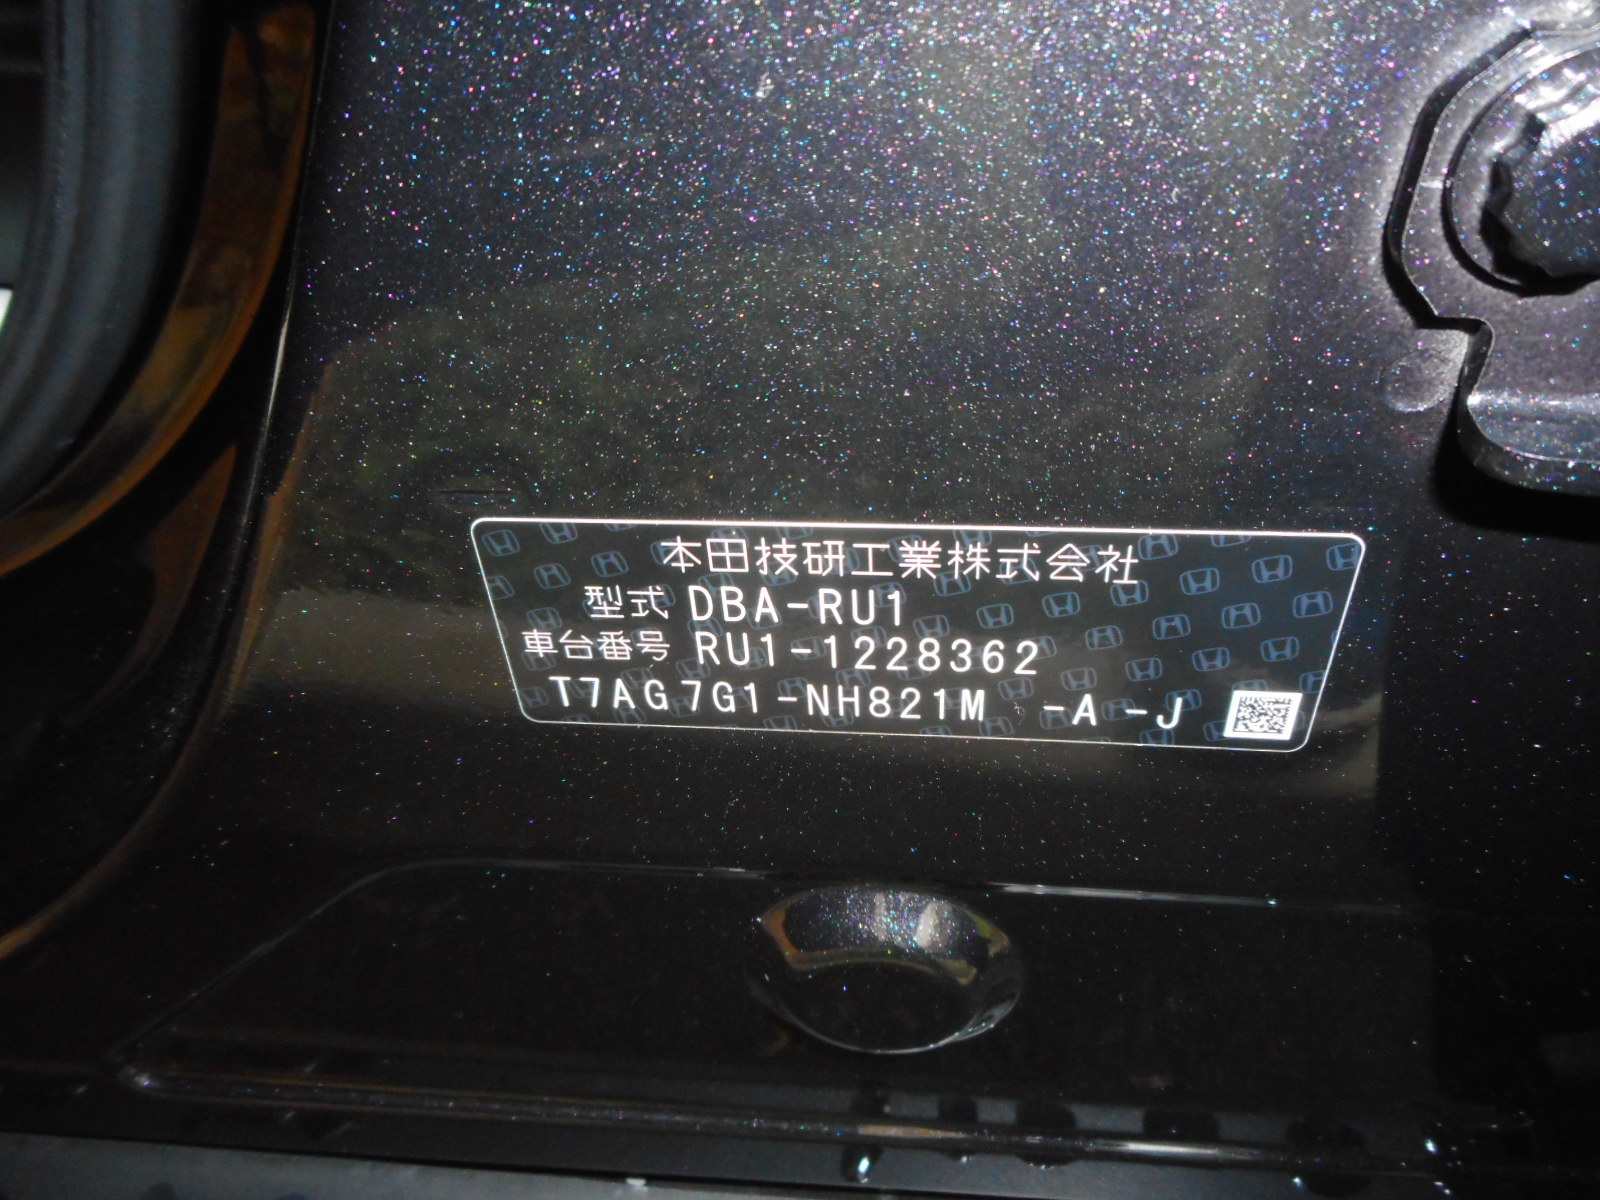 本田技研工業株式会社
型式 DBA-RU1
車台番号 RU1-1228362
T7AG7G1-NH821M -A -J